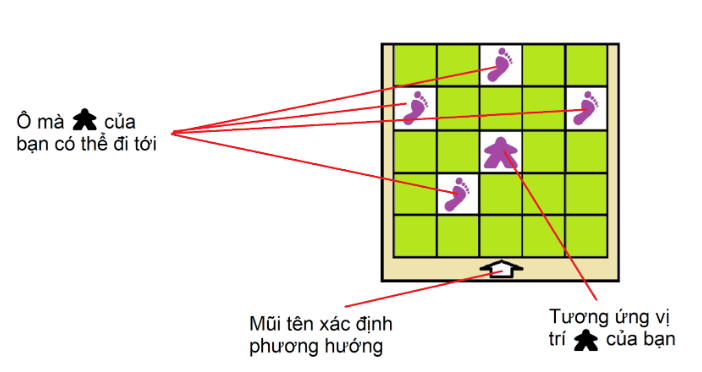 Ô mà của
bạn có thể đi tới
Mũi tên xác định
phương hướng
Tương ứng vị
trí của bạn